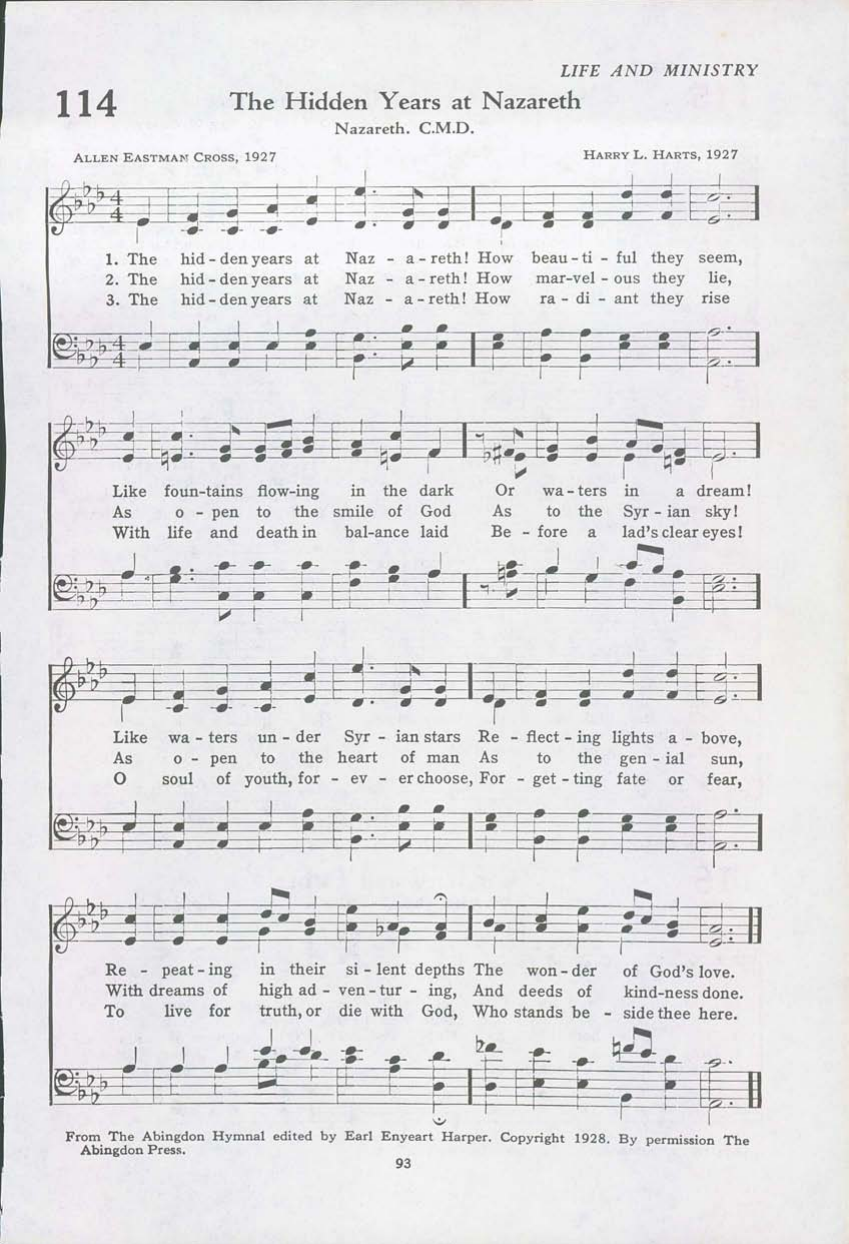 LIFE AND MINISTRY
114
The Hidden Years at Nazareth
Nazareth. C.M.D.
ALLEN EASTMAN CROSS, 1927
HARRY L. HARTS, 1927
1. The hid - den years at Naz - a - reth! How beau - ti - ful they seem,
2. The hid - den years at Naz - a - reth! How mar-vel - ous they lie,
3. The hid - den years at Naz - a - reth! How ra - di - ant they rise
Like foun-tains flow-ing in the dark Or wa - ters in a dream!
As o - pen to the smile of God As to the Syr - ian sky!
With life and death in bal-ance laid Be - fore a lad's clear eyes!
Like wa - ters un - der Syr - ian stars Re - flect - ing lights a - bove,
As o - pen to the heart of man As to the gen - ial sun,
O soul of youth, for - ev - er choose, For - get - ting fate or fear,
Re - peat - ing in their si - lent depths The won - der of God's love.
With dreams of high ad - ven - tur - ing, And deeds of kind-ness done.
To live for truth, or die with God, Who stands be - side thee here.
From The Abingdon Hymnal edited by Earl Enyeart Harper. Copyright 1928. By permission The
Abingdon Press.
93